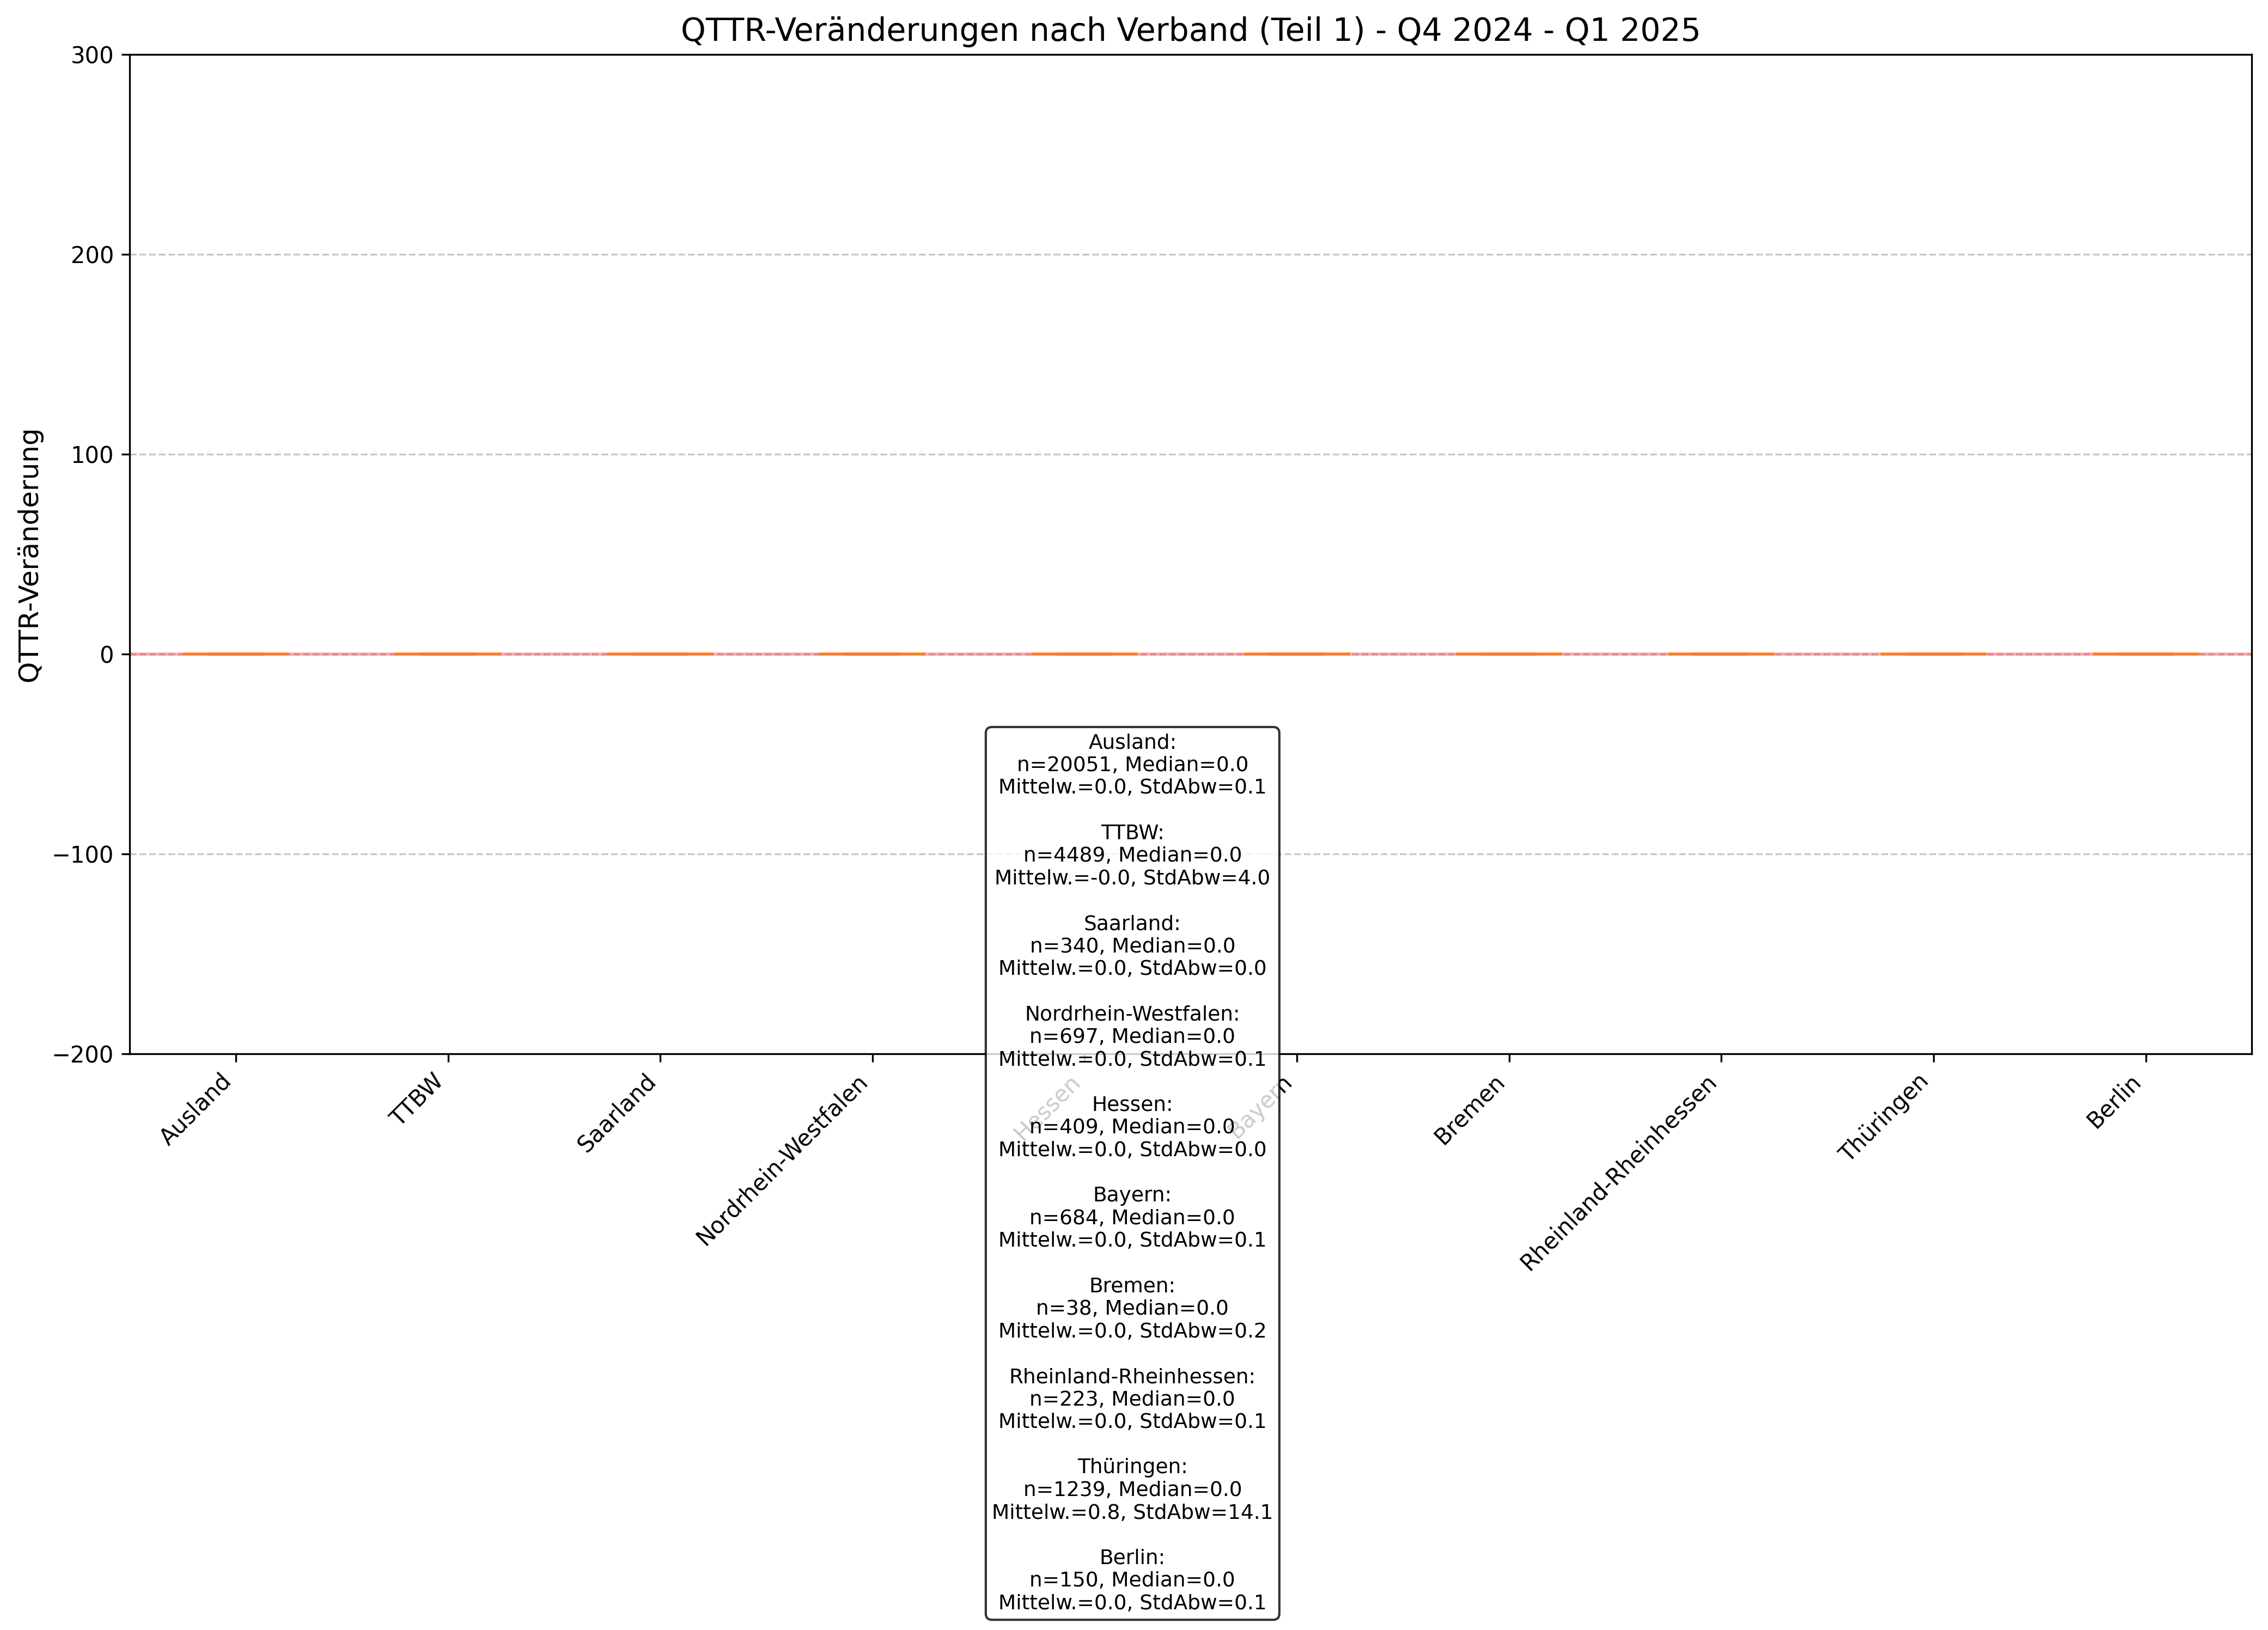 QTTR-Veränderungen nach Verband (Teil 1) - Q4 2024 - Q1 2025
QTTR-Veränderung
300
200
100
0
−100
−200
Ausland
TTBW
Saarland
Nordrhein-Westfalen
Hessen
Bayern
Bremen
Rheinland-Rheinhessen
Thüringen
Berlin
Ausland:
n=20051, Median=0.0
Mittelw.=0.0, StdAbw=0.1
TTBW:
n=4489, Median=0.0
Mittelw.=-0.0, StdAbw=4.0
Saarland:
n=340, Median=0.0
Mittelw.=0.0, StdAbw=0.0
Nordrhein-Westfalen:
n=697, Median=0.0
Mittelw.=0.0, StdAbw=0.1
Hessen:
n=409, Median=0.0
Mittelw.=0.0, StdAbw=0.0
Bayern:
n=684, Median=0.0
Mittelw.=0.0, StdAbw=0.1
Bremen:
n=38, Median=0.0
Mittelw.=0.0, StdAbw=0.2
Rheinland-Rheinhessen:
n=223, Median=0.0
Mittelw.=0.0, StdAbw=0.1
Thüringen:
n=1239, Median=0.0
Mittelw.=0.8, StdAbw=14.1
Berlin:
n=150, Median=0.0
Mittelw.=0.0, StdAbw=0.1